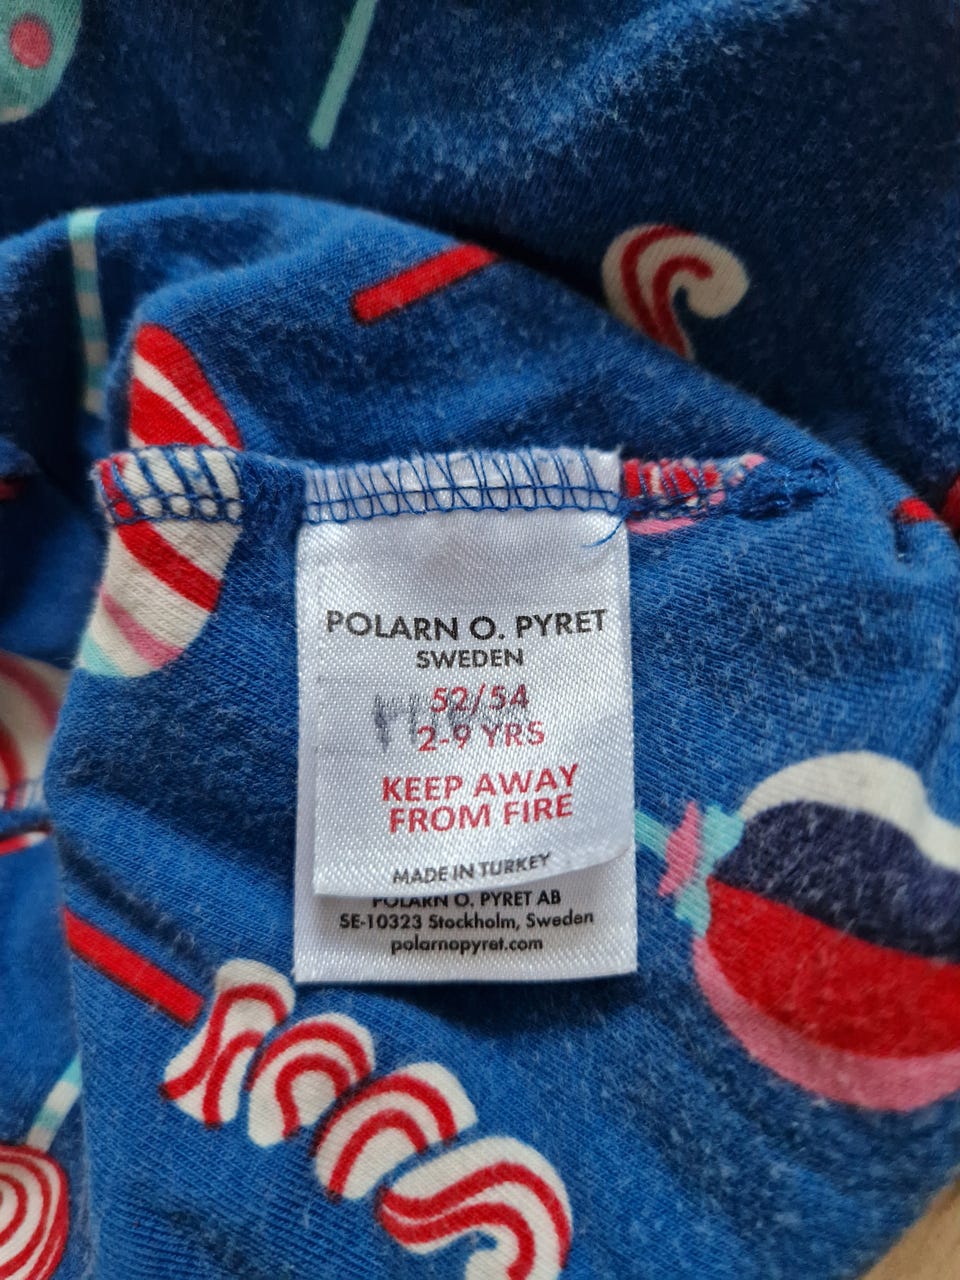 POLARN O. PYRET
SWEDEN
52/54
2-9 YRS
KEEP AWAY
FROM FIRE
MADE IN TURKEY
POLARN O. PYRET AB
SE-10323 Stockholm, Sweden
polarnopyret.com